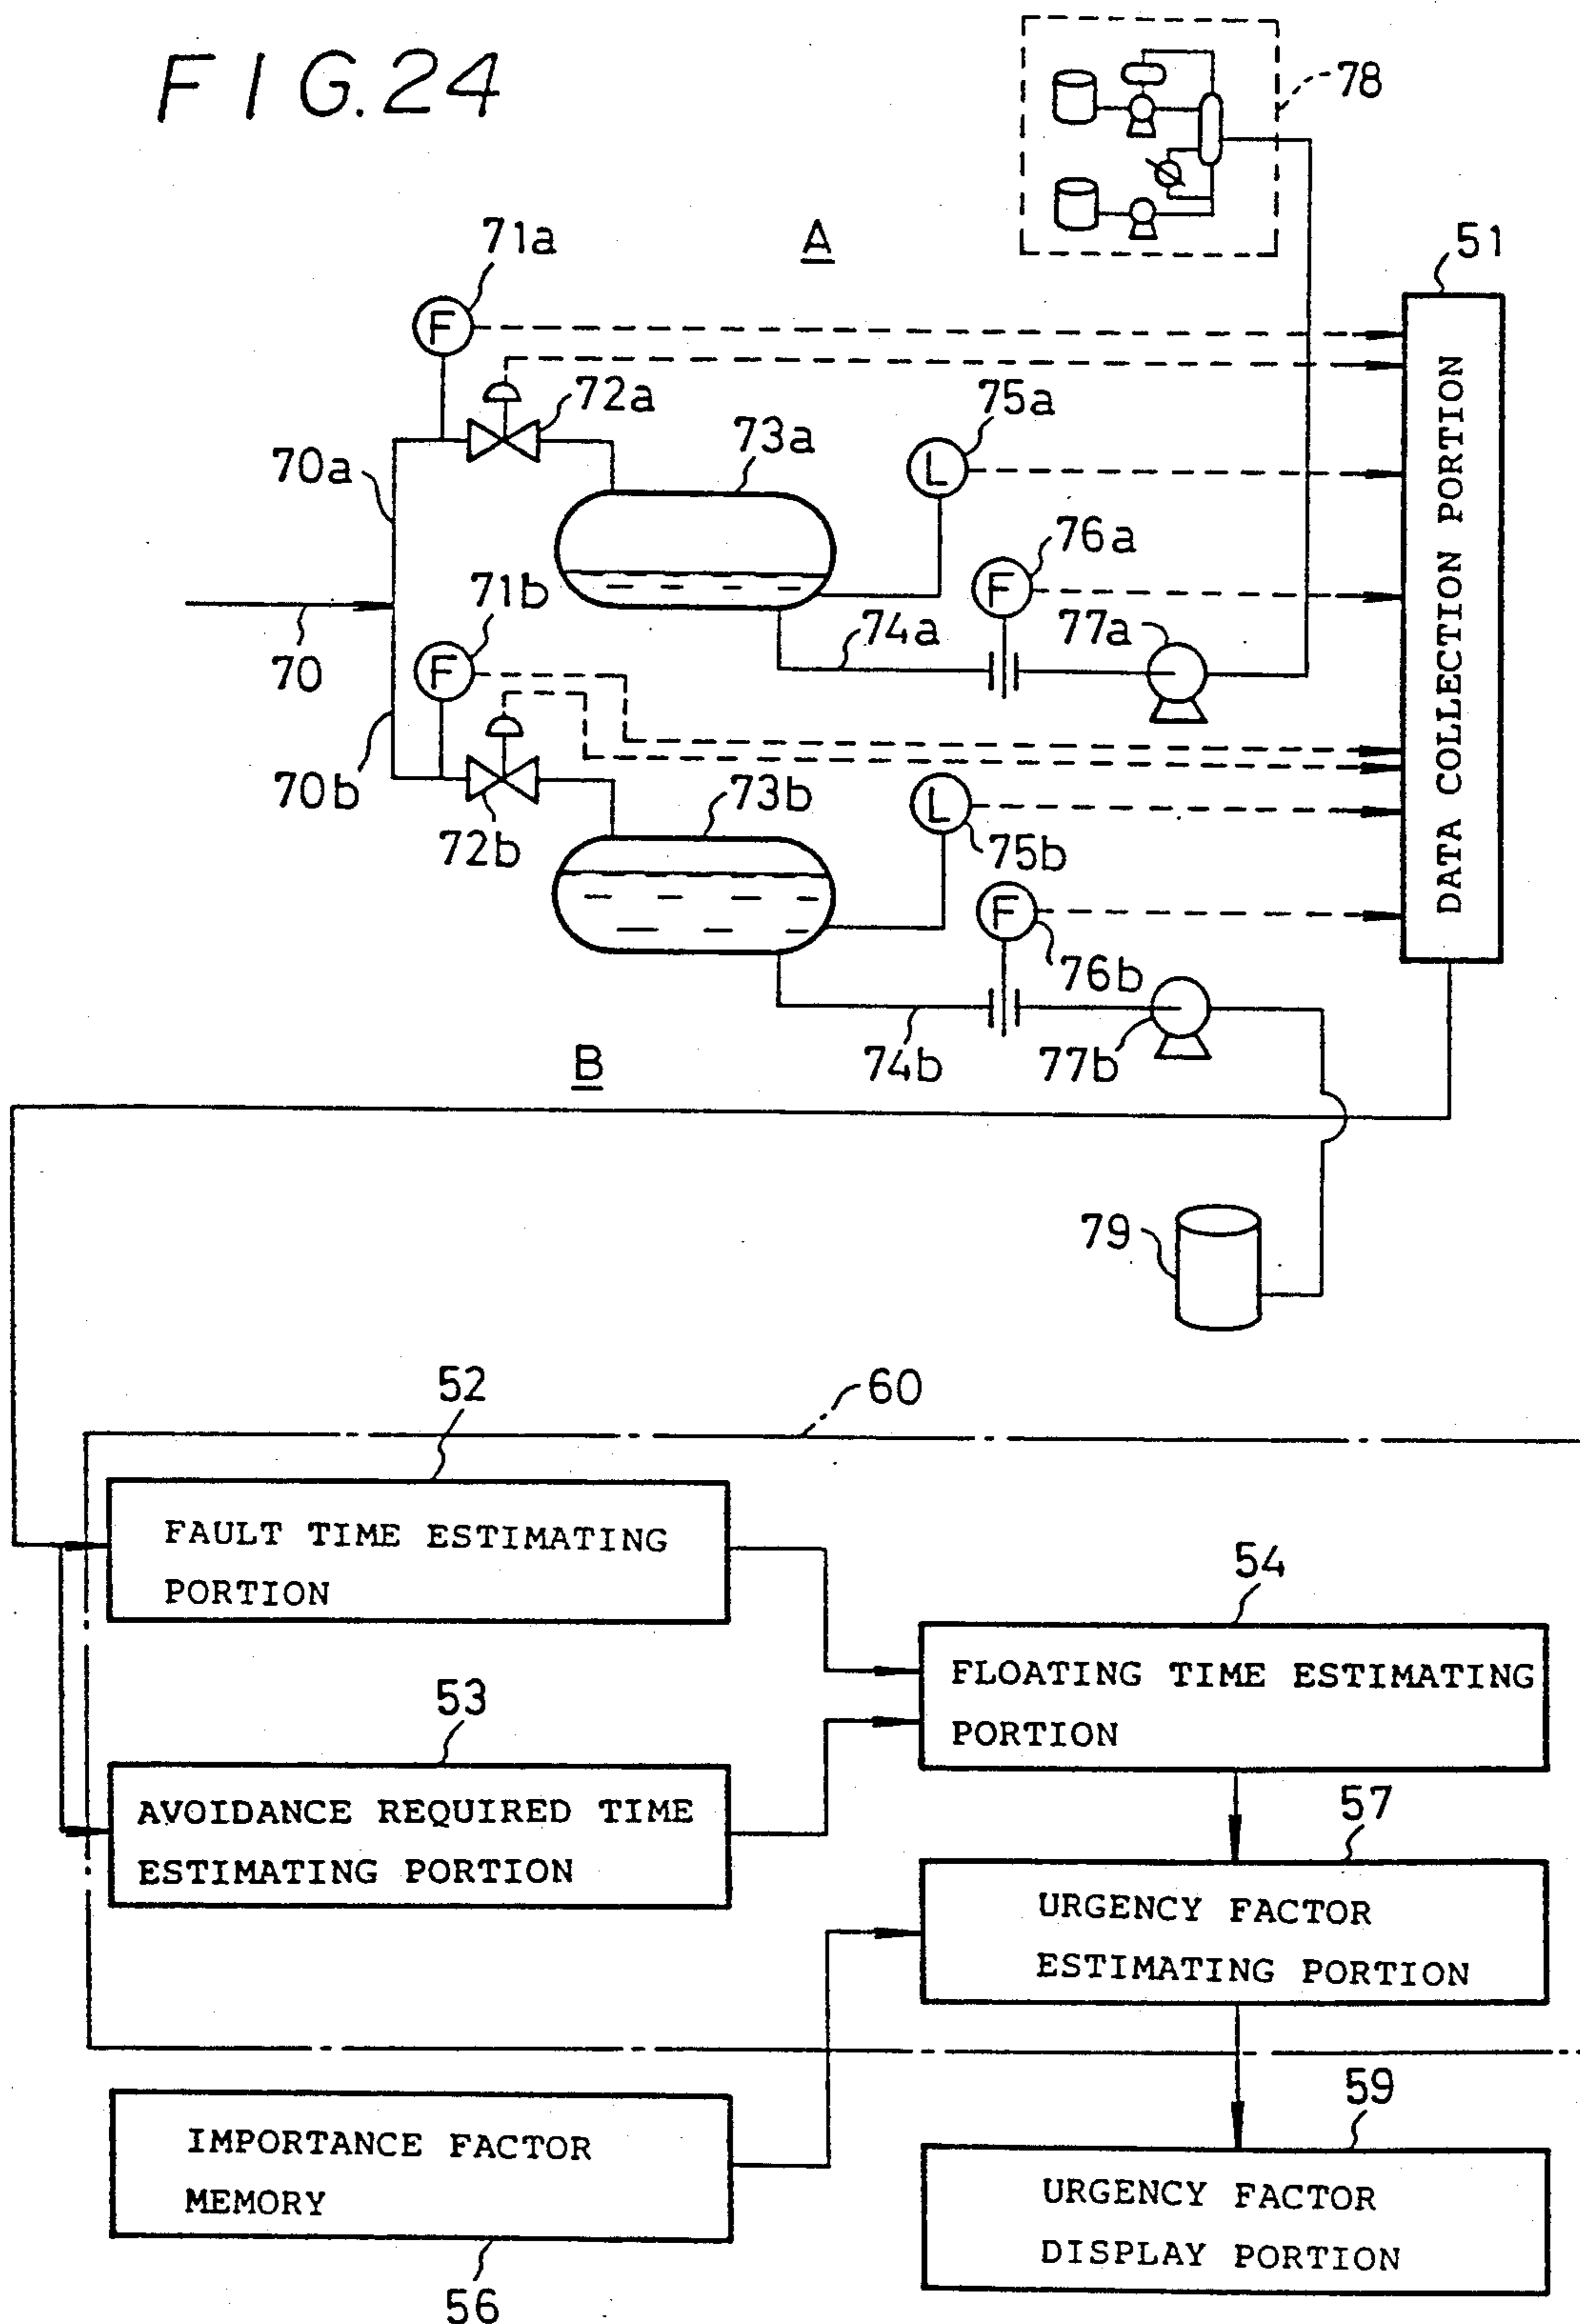 FIG.24
78
71a
A
51
72a
75a
73a
70a
76a
71b
74a
77a
70
DATA COLLECTION PORTION
70b
73b
72b
75b
76b
74b
77b
B
79
60
52
FAULT TIME ESTIMATING
PORTION
54
FLOATING TIME ESTIMATING
PORTION
53
AVOIDANCE REQUIRED TIME
ESTIMATING PORTION
57
URGENCY FACTOR
ESTIMATING PORTION
59
IMPORTANCE FACTOR
MEMORY
56
URGENCY FACTOR
DISPLAY PORTION
F
L
F
F
L
F